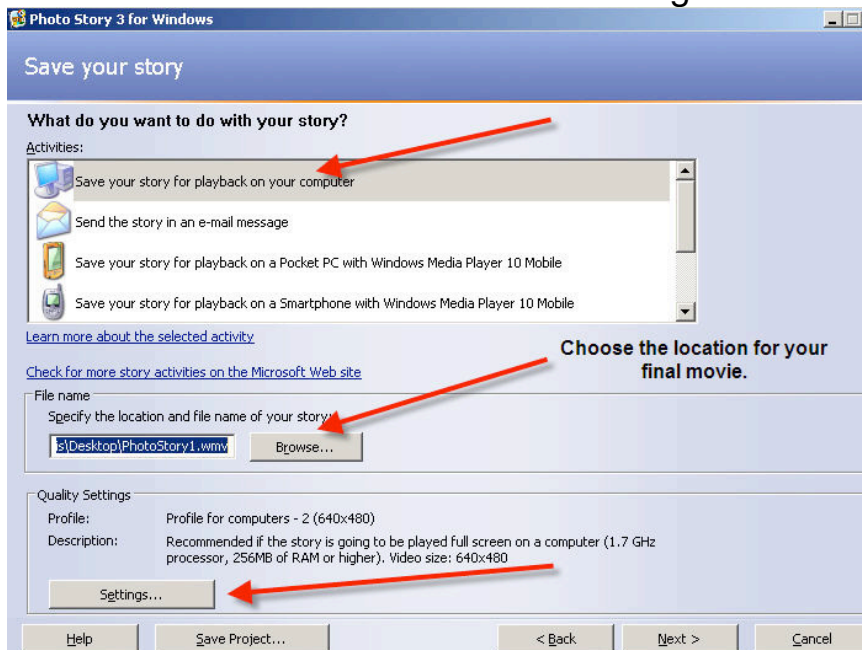 Photo Story 3 for Windows
Save your story
What do you want to do with your story?
Activities:
Save your story for playback on your computer
Send the story in an e-mail message
Save your story for playback on a Pocket PC with Windows Media Player 10 Mobile
Save your story for playback on a Smartphone with Windows Media Player 10 Mobile
Learn more about the selected activity
Choose the location for your
final movie.
Check for more story activities on the Microsoft Web site
File name
Specify the location and file name of your story:
is\Desktop\PhotoStory1.wmv
Browse...
Quality Settings
Profile: Profile for computers - 2 (640x480)
Description: Recommended if the story is going to be played full screen on a computer (1.7 GHz
processor, 256MB of RAM or higher). Video size: 640x480
Settings...
Help Save Project... < Back Next > Cancel